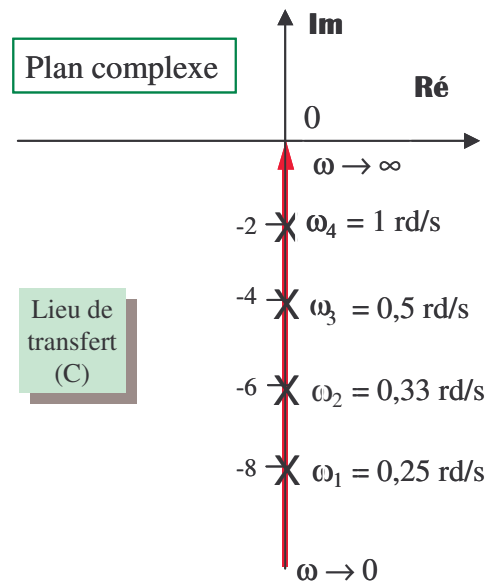 Im
Plan complexe
Ré
0
ω → ∞
-2 ω₄ = 1 rd/s
-4 ω₃ = 0,5 rd/s
Lieu de
transfert
(C)
-6 ω₂ = 0,33 rd/s
-8 ω₁ = 0,25 rd/s
ω → 0